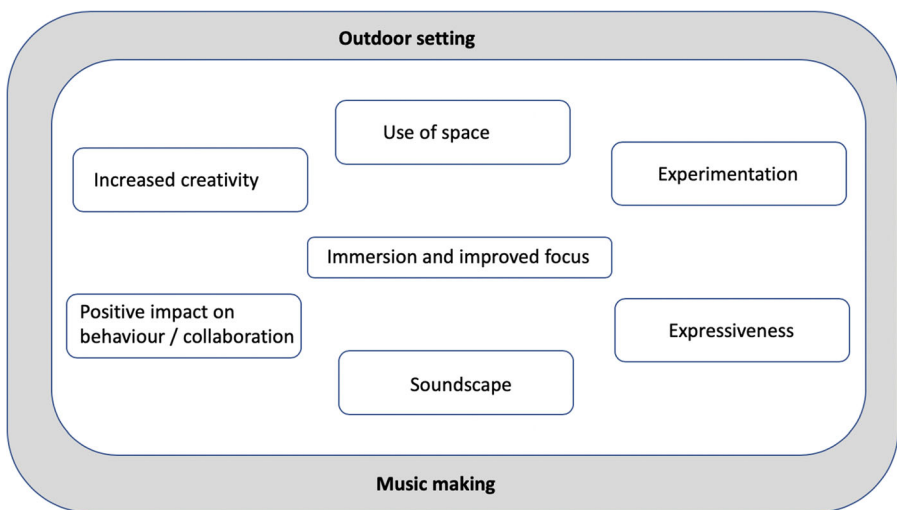 Outdoor setting
Use of space
Increased creativity
Experimentation
Immersion and improved focus
Positive impact on
behaviour / collaboration
Expressiveness
Soundscape
Music making